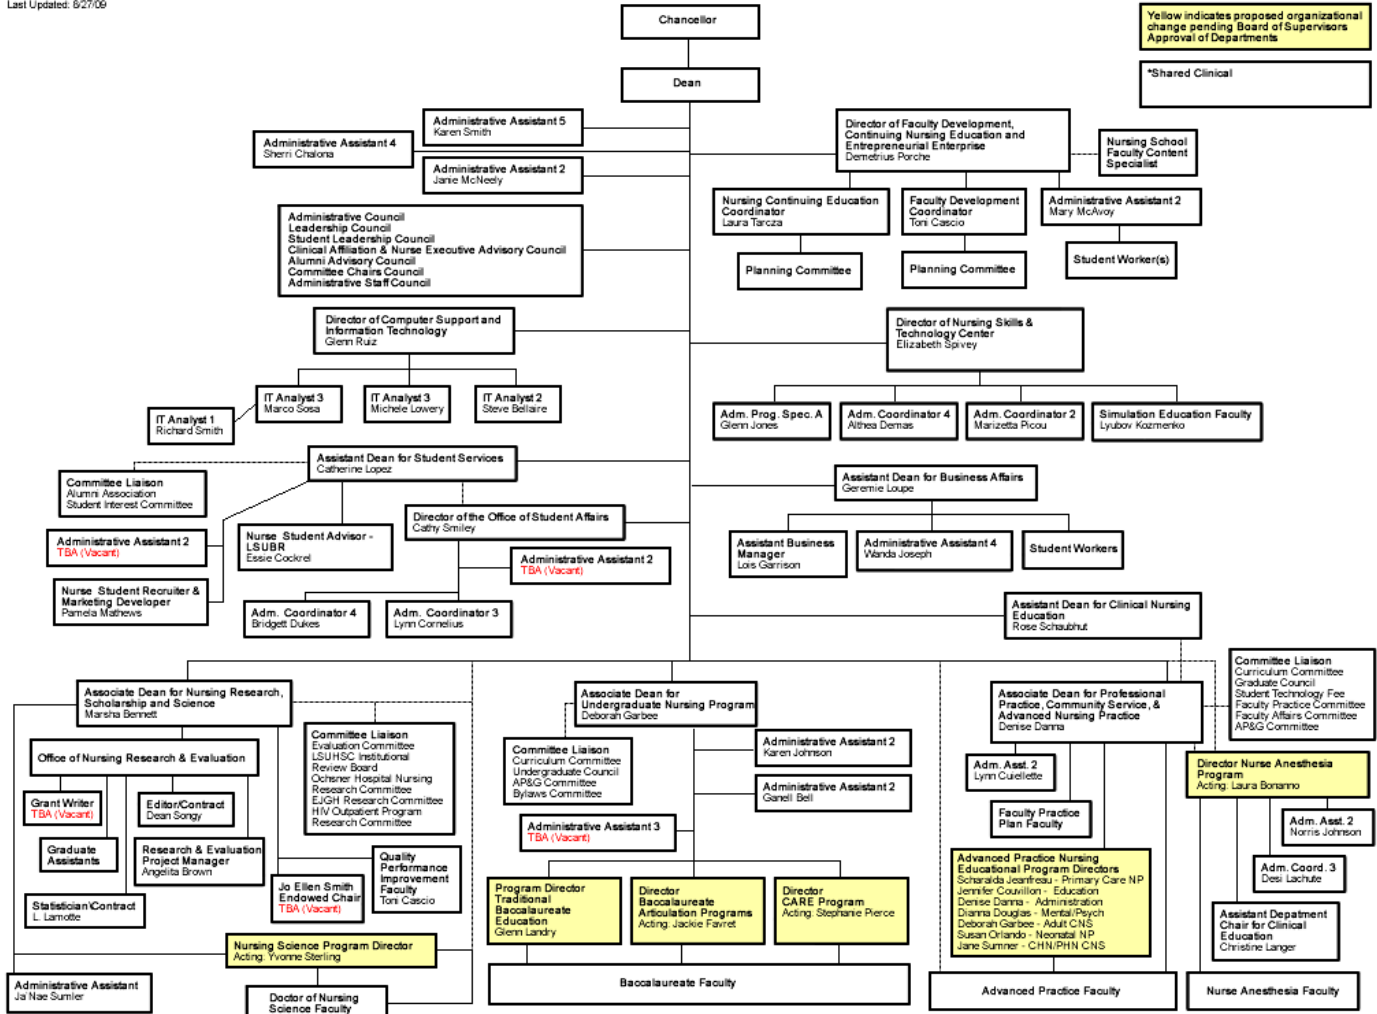 Last Updated: 8/27/09
Chancellor
Yellow indicates proposed organizational
change pending Board of Supervisors
Approval of Departments
*Shared Clinical
Dean
Administrative Assistant 5
Karen Smith
Administrative Assistant 4
Sherri Chalona
Administrative Assistant 2
Janie McNeely
Director of Faculty Development,
Continuing Nursing Education and
Entrepreneurial Enterprise
Demetrius Porche
Nursing School
Faculty Content
Specialist
Nursing Continuing Education
Coordinator
Laura Tarcza
Faculty Development
Coordinator
Toni Cascio
Administrative Assistant 2
Mary McAvoy
Planning Committee
Planning Committee
Student Worker(s)
Administrative Council
Leadership Council
Student Leadership Council
Clinical Affiliation & Nurse Executive Advisory Council
Alumni Advisory Council
Committee Chairs Council
Administrative Staff Council
Director of Computer Support and
Information Technology
Glenn Ruiz
IT Analyst 3
Marco Sosa
IT Analyst 3
Michele Lowery
IT Analyst 2
Steve Bellaire
IT Analyst 1
Richard Smith
Director of Nursing Skills &
Technology Center
Elizabeth Spivey
Adm. Prog. Spec. A
Glenn Jones
Adm. Coordinator 4
Althea Demas
Adm. Coordinator 2
Marizetta Picou
Simulation Education Faculty
Lyubov Kozmenko
Assistant Dean for Student Services
Catherine Lopez
Committee Liaison
Alumni Association
Student Interest Committee
Administrative Assistant 2
TBA (Vacant)
Nurse Student Advisor -
LSUBR
Essie Cockrel
Director of the Office of Student Affairs
Cathy Smiley
Administrative Assistant 2
TBA (Vacant)
Nurse Student Recruiter &
Marketing Developer
Pamela Mathews
Adm. Coordinator 4
Bridgett Dukes
Adm. Coordinator 3
Lynn Cornelius
Assistant Dean for Business Affairs
Geremie Loupe
Assistant Business
Manager
Lois Garrison
Administrative Assistant 4
Wanda Joseph
Student Workers
Assistant Dean for Clinical Nursing
Education
Rose Schaubhut
Associate Dean for Nursing Research,
Scholarship and Science
Marsha Bennett
Office of Nursing Research & Evaluation
Grant Writer
TBA (Vacant)
Editor/Contract
Dean Songy
Graduate
Assistants
Research & Evaluation
Project Manager
Angelita Brown
Statistician\Contract
L. Lamotte
Committee Liaison
Evaluation Committee
LSUHSC Institutional
Review Board
Ochsner Hospital Nursing
Research Committee
EJGH Research Committee
HIV Outpatient Program
Research Committee
Jo Ellen Smith
Endowed Chair
TBA (Vacant)
Quality
Performance
Improvement
Faculty
Toni Cascio
Nursing Science Program Director
Acting: Yvonne Sterling
Administrative Assistant
Ja'Nae Sumler
Doctor of Nursing
Science Faculty
Associate Dean for
Undergraduate Nursing Program
Deborah Garbee
Committee Liaison
Curriculum Committee
Undergraduate Council
AP&G Committee
Bylaws Committee
Administrative Assistant 2
Karen Johnson
Administrative Assistant 2
Ganell Bell
Administrative Assistant 3
TBA (Vacant)
Program Director
Traditional
Baccalaureate
Education
Glenn Landry
Director
Baccalaureate
Articulation Programs
Acting: Jackie Favret
Director
CARE Program
Acting: Stephanie Pierce
Baccalaureate Faculty
Associate Dean for Professional
Practice, Community Service, &
Advanced Nursing Practice
Denise Danna
Committee Liaison
Curriculum Committee
Graduate Council
Student Technology Fee
Faculty Practice Committee
Faculty Affairs Committee
AP&G Committee
Adm. Asst. 2
Lynn Cuiellette
Faculty Practice
Plan Faculty
Advanced Practice Nursing
Educational Program Directors
Scharalda Jeanfreau - Primary Care NP
Jennifer Couvillon - Education
Denise Danna - Administration
Dianna Douglas - Mental/Psych
Deborah Garbee - Adult CNS
Susan Orlando - Neonatal NP
Jane Sumner - CHN/PHN CNS
Advanced Practice Faculty
Director Nurse Anesthesia
Program
Acting: Laura Bonanno
Adm. Asst. 2
Norris Johnson
Adm. Coord. 3
Desi Lachute
Assistant Depatment
Chair for Clinical
Education
Christine Langer
Nurse Anesthesia Faculty